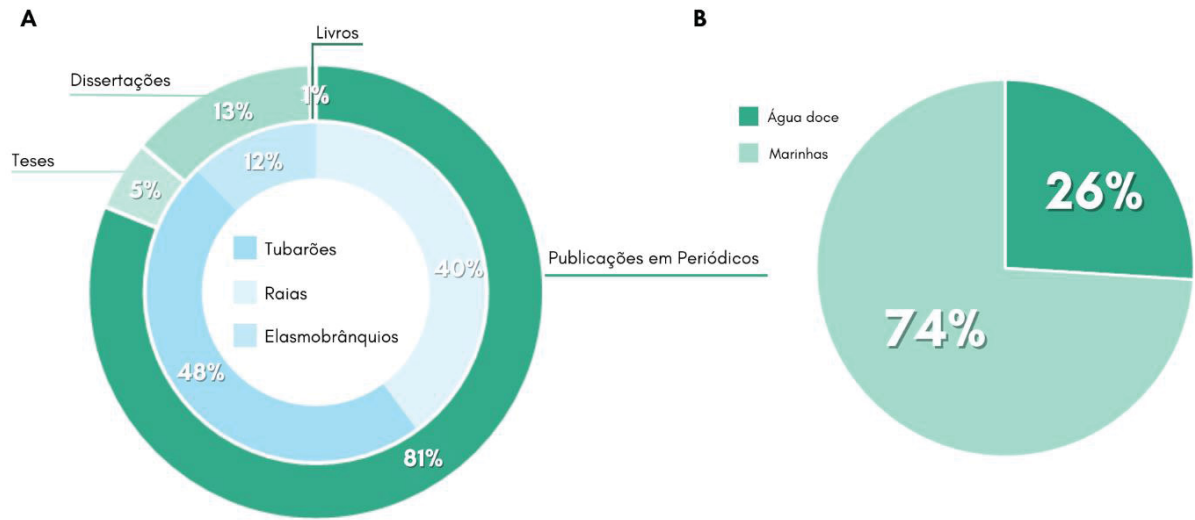 A
B
Livros
Dissertações
1%
13%
Teses
12%
5%
Água doce
Marinhas
26%
Tubarões
Raias
Elasmobrânquios
40%
Publicações em Periódicos
74%
48%
81%